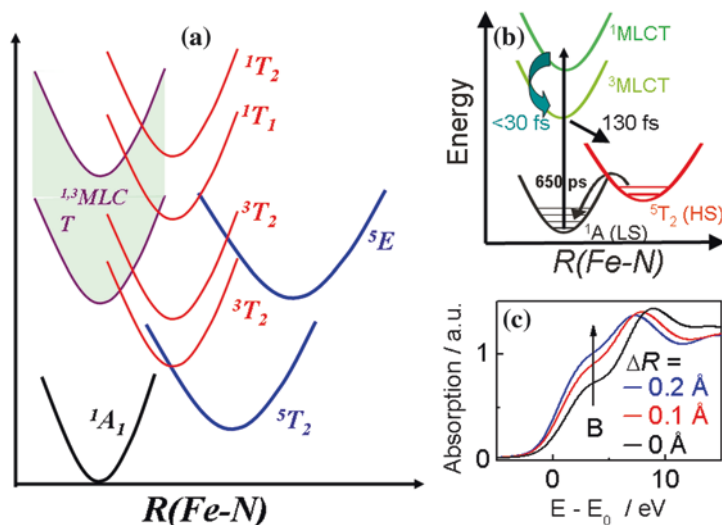 (a)
¹T₂
¹T₁
¹,³MLC
T
³T₂
⁵E
³T₂
¹A₁
⁵T₂
R(Fe-N)
(b)
Energy
¹MLCT
³MLCT
<30 fs
130 fs
650 ps
⁵T₂ (HS)
¹A (LS)
R(Fe-N)
(c)
Absorption / a.u.
1
0
ΔR =
0.2 Å
0.1 Å
0 Å
B
0
10
E - E₀ / eV